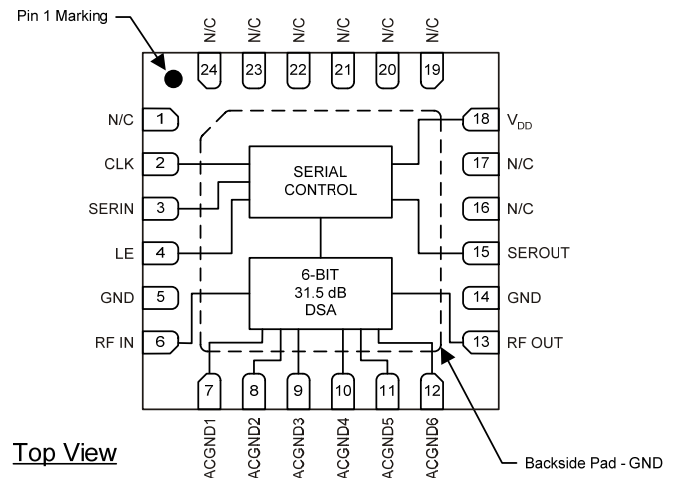 Pin 1 Marking
N/C
N/C
N/C
N/C
N/C
N/C
24
23
22
21
20
19
N/C
1
18
VDD
CLK
2
SERIAL
CONTROL
17
N/C
SERIN
3
16
N/C
LE
4
15
SEROUT
GND
5
6-BIT
31.5 dB
DSA
14
GND
RF IN
6
13
RF OUT
7
8
9
10
11
12
ACGND1
ACGND2
ACGND3
ACGND4
ACGND5
ACGND6
Top View
Backside Pad - GND